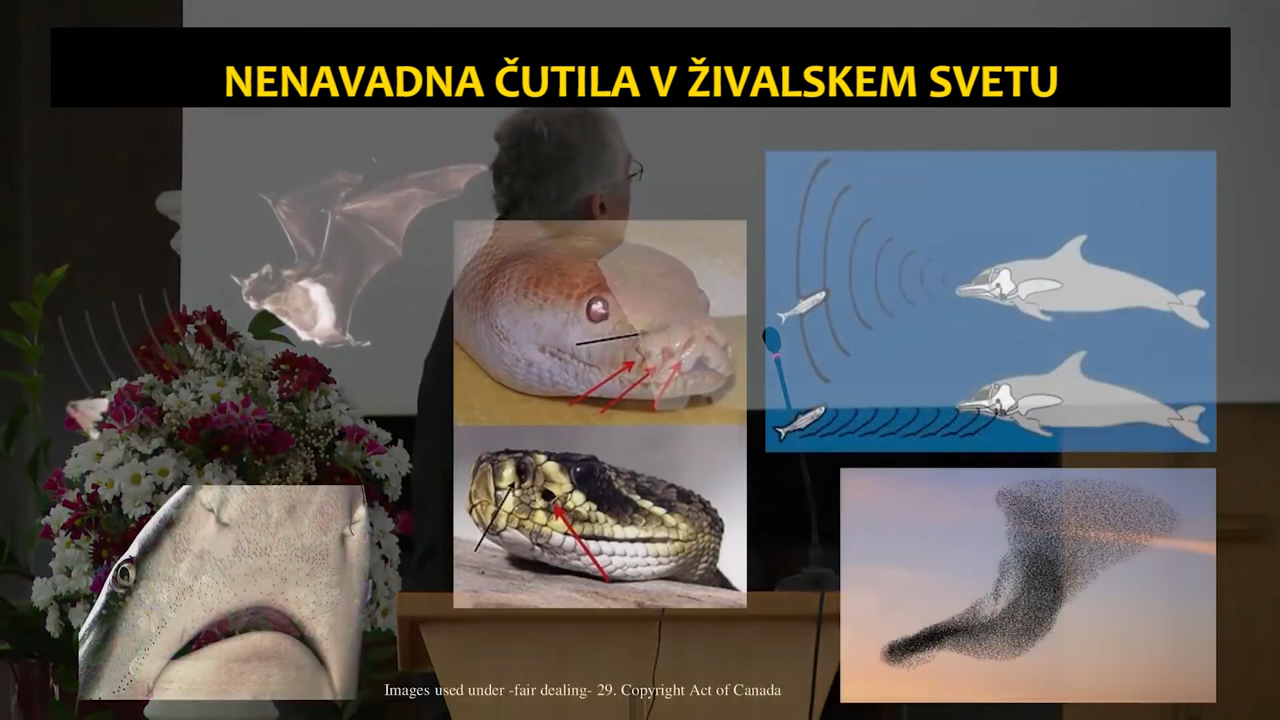 NENAVADNA ČUTILA V ŽIVALSKEM SVETU
Images used under -fair dealing- 29. Copyright Act of Canada